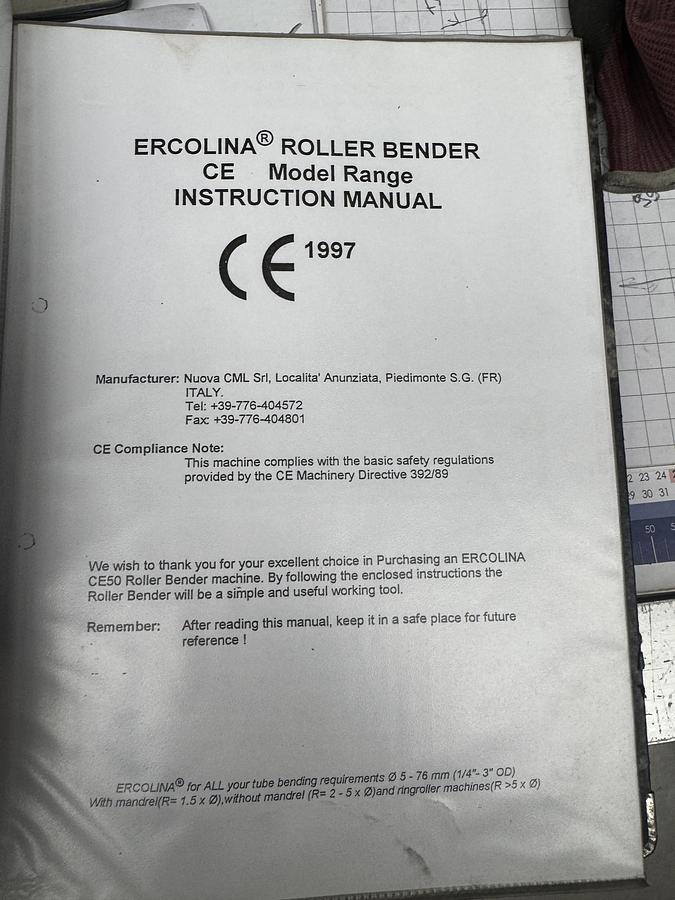 ERCOLINA® ROLLER BENDER
CE Model Range
INSTRUCTION MANUAL
CE 1997
Manufacturer: Nuova CML Srl, Localita' Anunziata, Piedimonte S.G. (FR)
ITALY.
Tel: +39-776-404572
Fax: +39-776-404801
CE Compliance Note:
This machine complies with the basic safety regulations
provided by the CE Machinery Directive 392/89
We wish to thank you for your excellent choice in Purchasing an ERCOLINA
CE50 Roller Bender machine. By following the enclosed instructions the
Roller Bender will be a simple and useful working tool.
Remember: After reading this manual, keep it in a safe place for future
reference !
ERCOLINA® for ALL your tube bending requirements Ø 5 - 76 mm (1/4"- 3" OD)
With mandrel(R= 1.5 x Ø),without mandrel (R= 2 - 5 x Ø)and ringroller machines(R >5 x Ø)
23 24
30 31
50